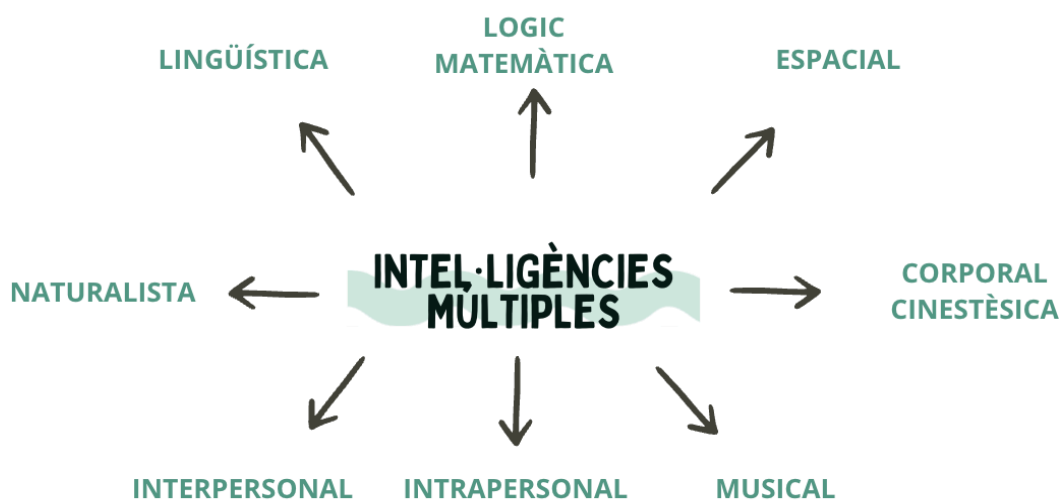 LINGÜÍSTICA
LOGIC
MATEMÀTICA
ESPACIAL
NATURALISTA
INTEL·LIGÈNCIES
MÚLTIPLES
CORPORAL
CINESTÈSICA
INTERPERSONAL
INTRAPERSONAL
MUSICAL